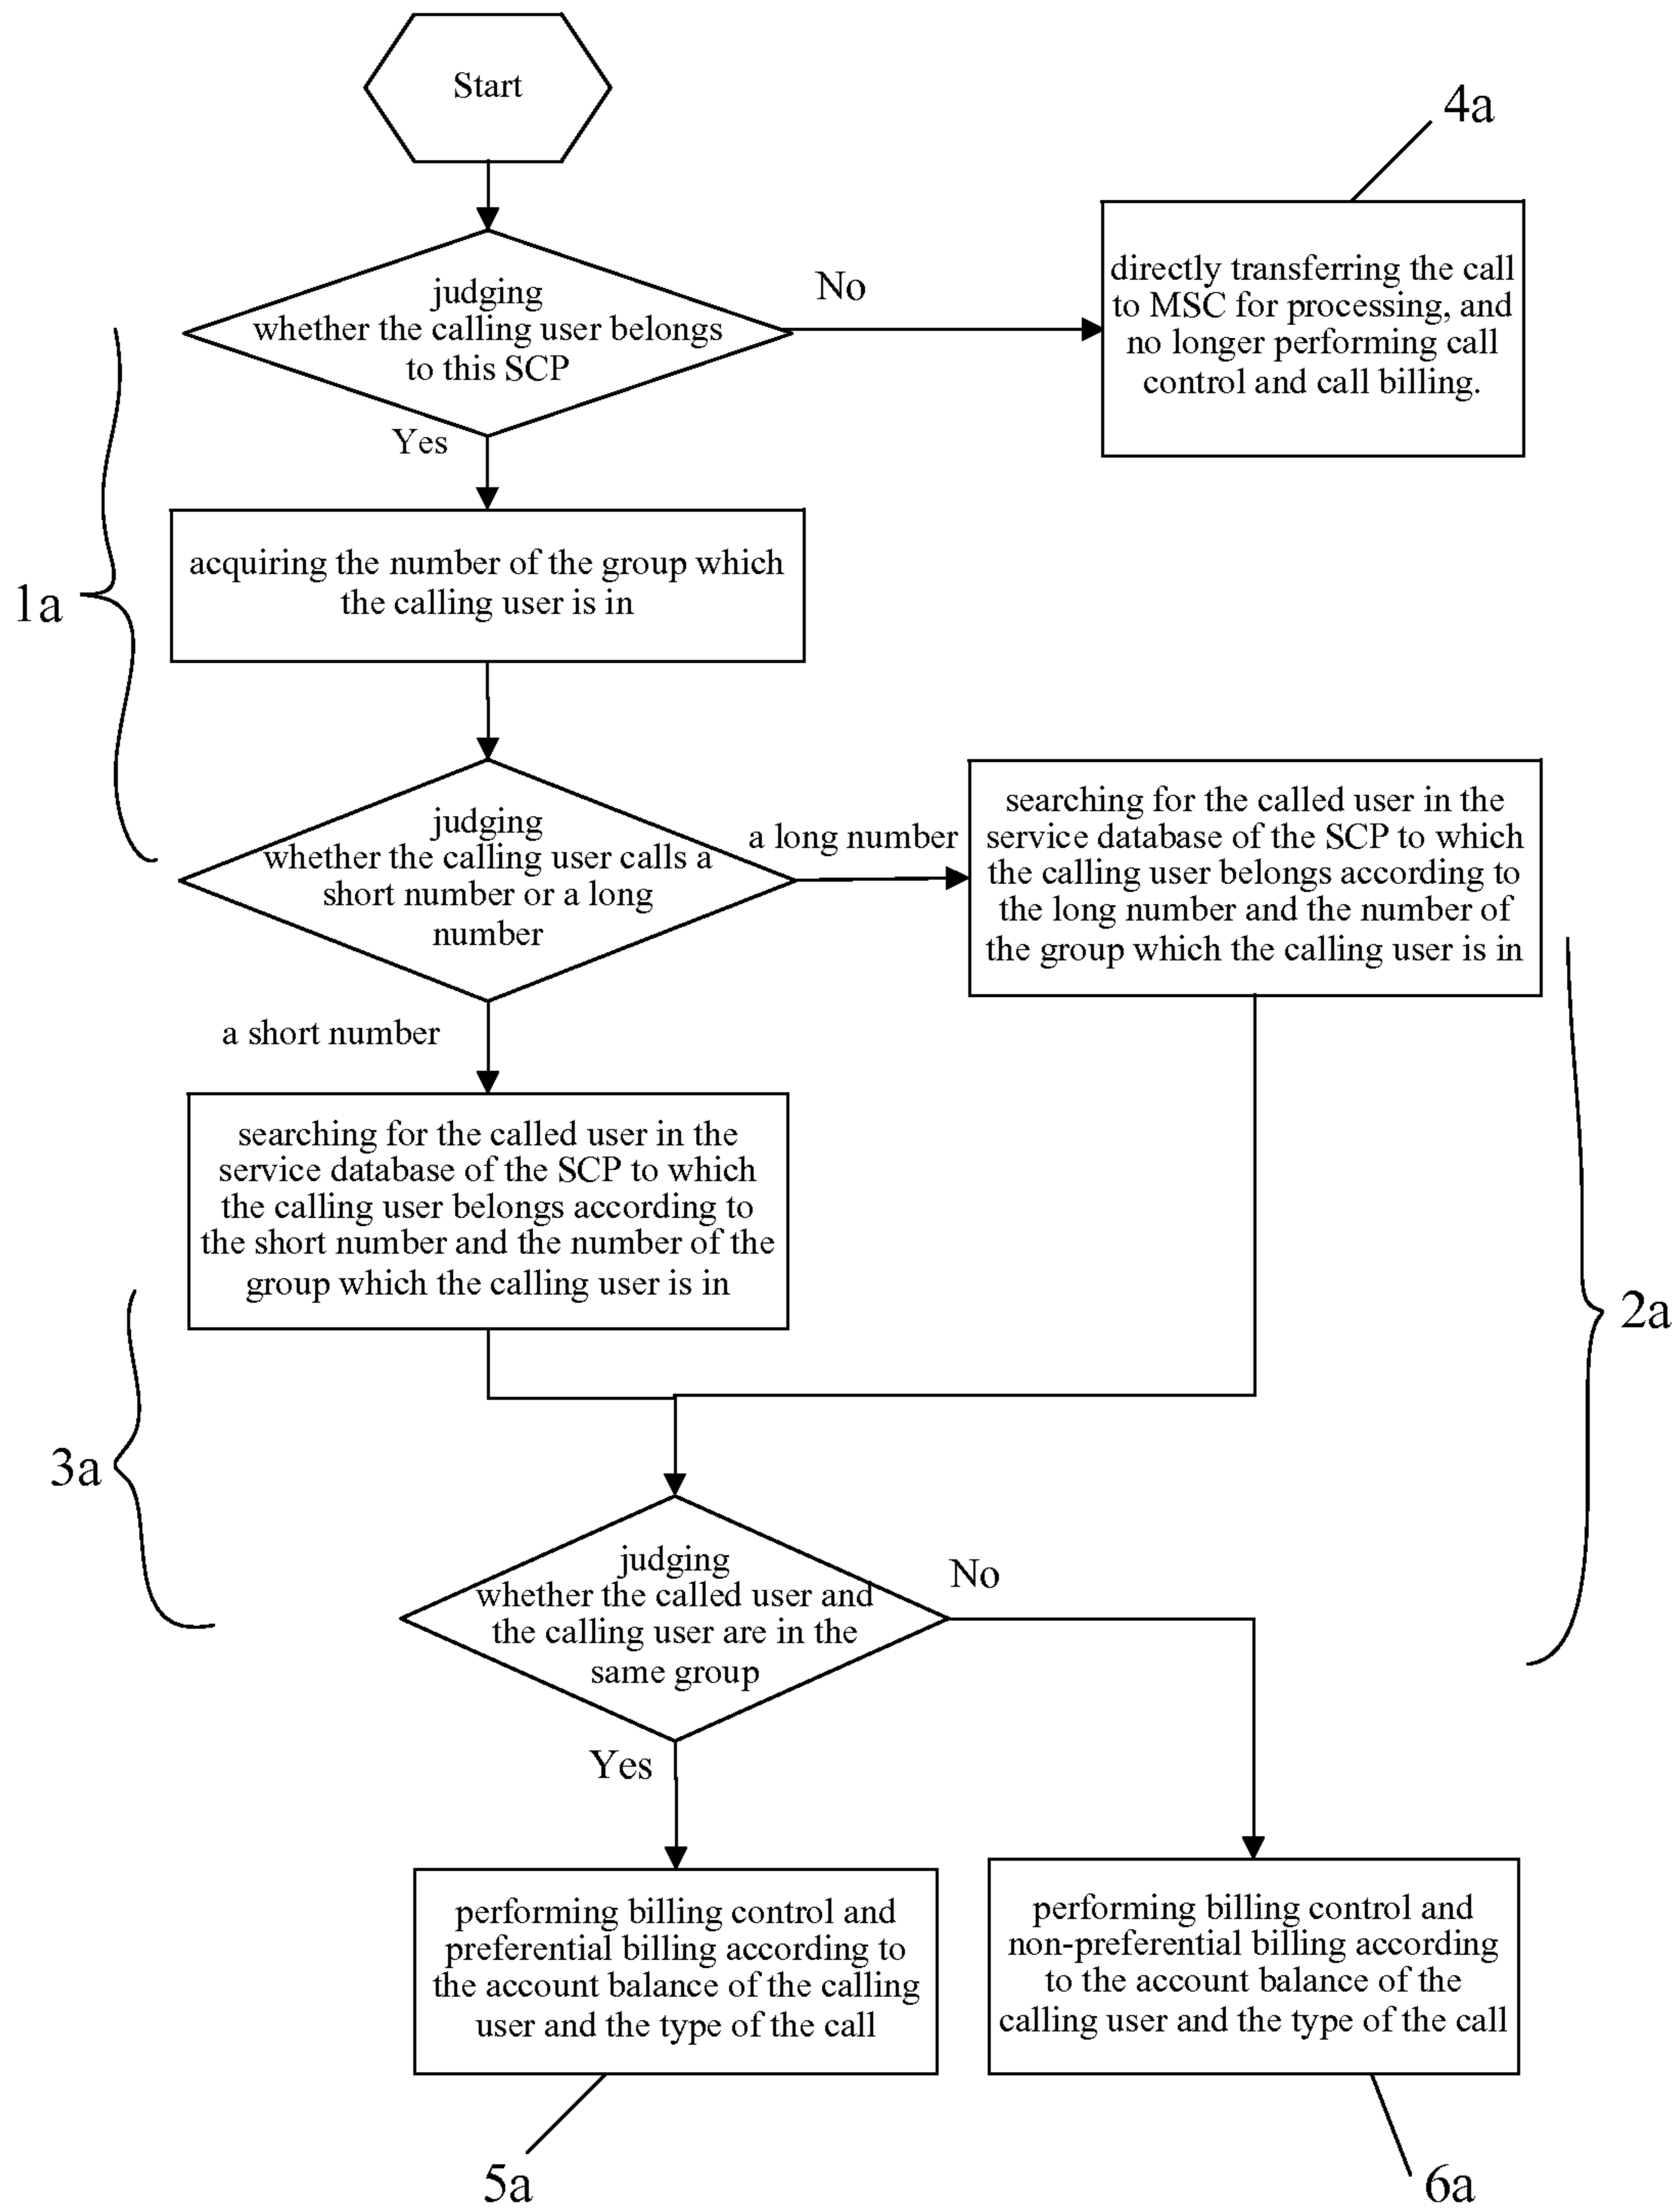 Start
4a
judging
whether the calling user belongs
to this SCP
No
directly transferring the call
to MSC for processing, and
no longer performing call
control and call billing.
Yes
acquiring the number of the group which
the calling user is in
1a
judging
whether the calling user calls a
short number or a long
number
a long number
searching for the called user in the
service database of the SCP to which
the calling user belongs according to
the long number and the number of
the group which the calling user is in
a short number
searching for the called user in the
service database of the SCP to which
the calling user belongs according to
the short number and the number of the
group which the calling user is in
2a
3a
judging
whether the called user and
the calling user are in the
same group
No
Yes
performing billing control and
preferential billing according to
the account balance of the calling
user and the type of the call
performing billing control and
non-preferential billing according
to the account balance of the
calling user and the type of the call
5a
6a